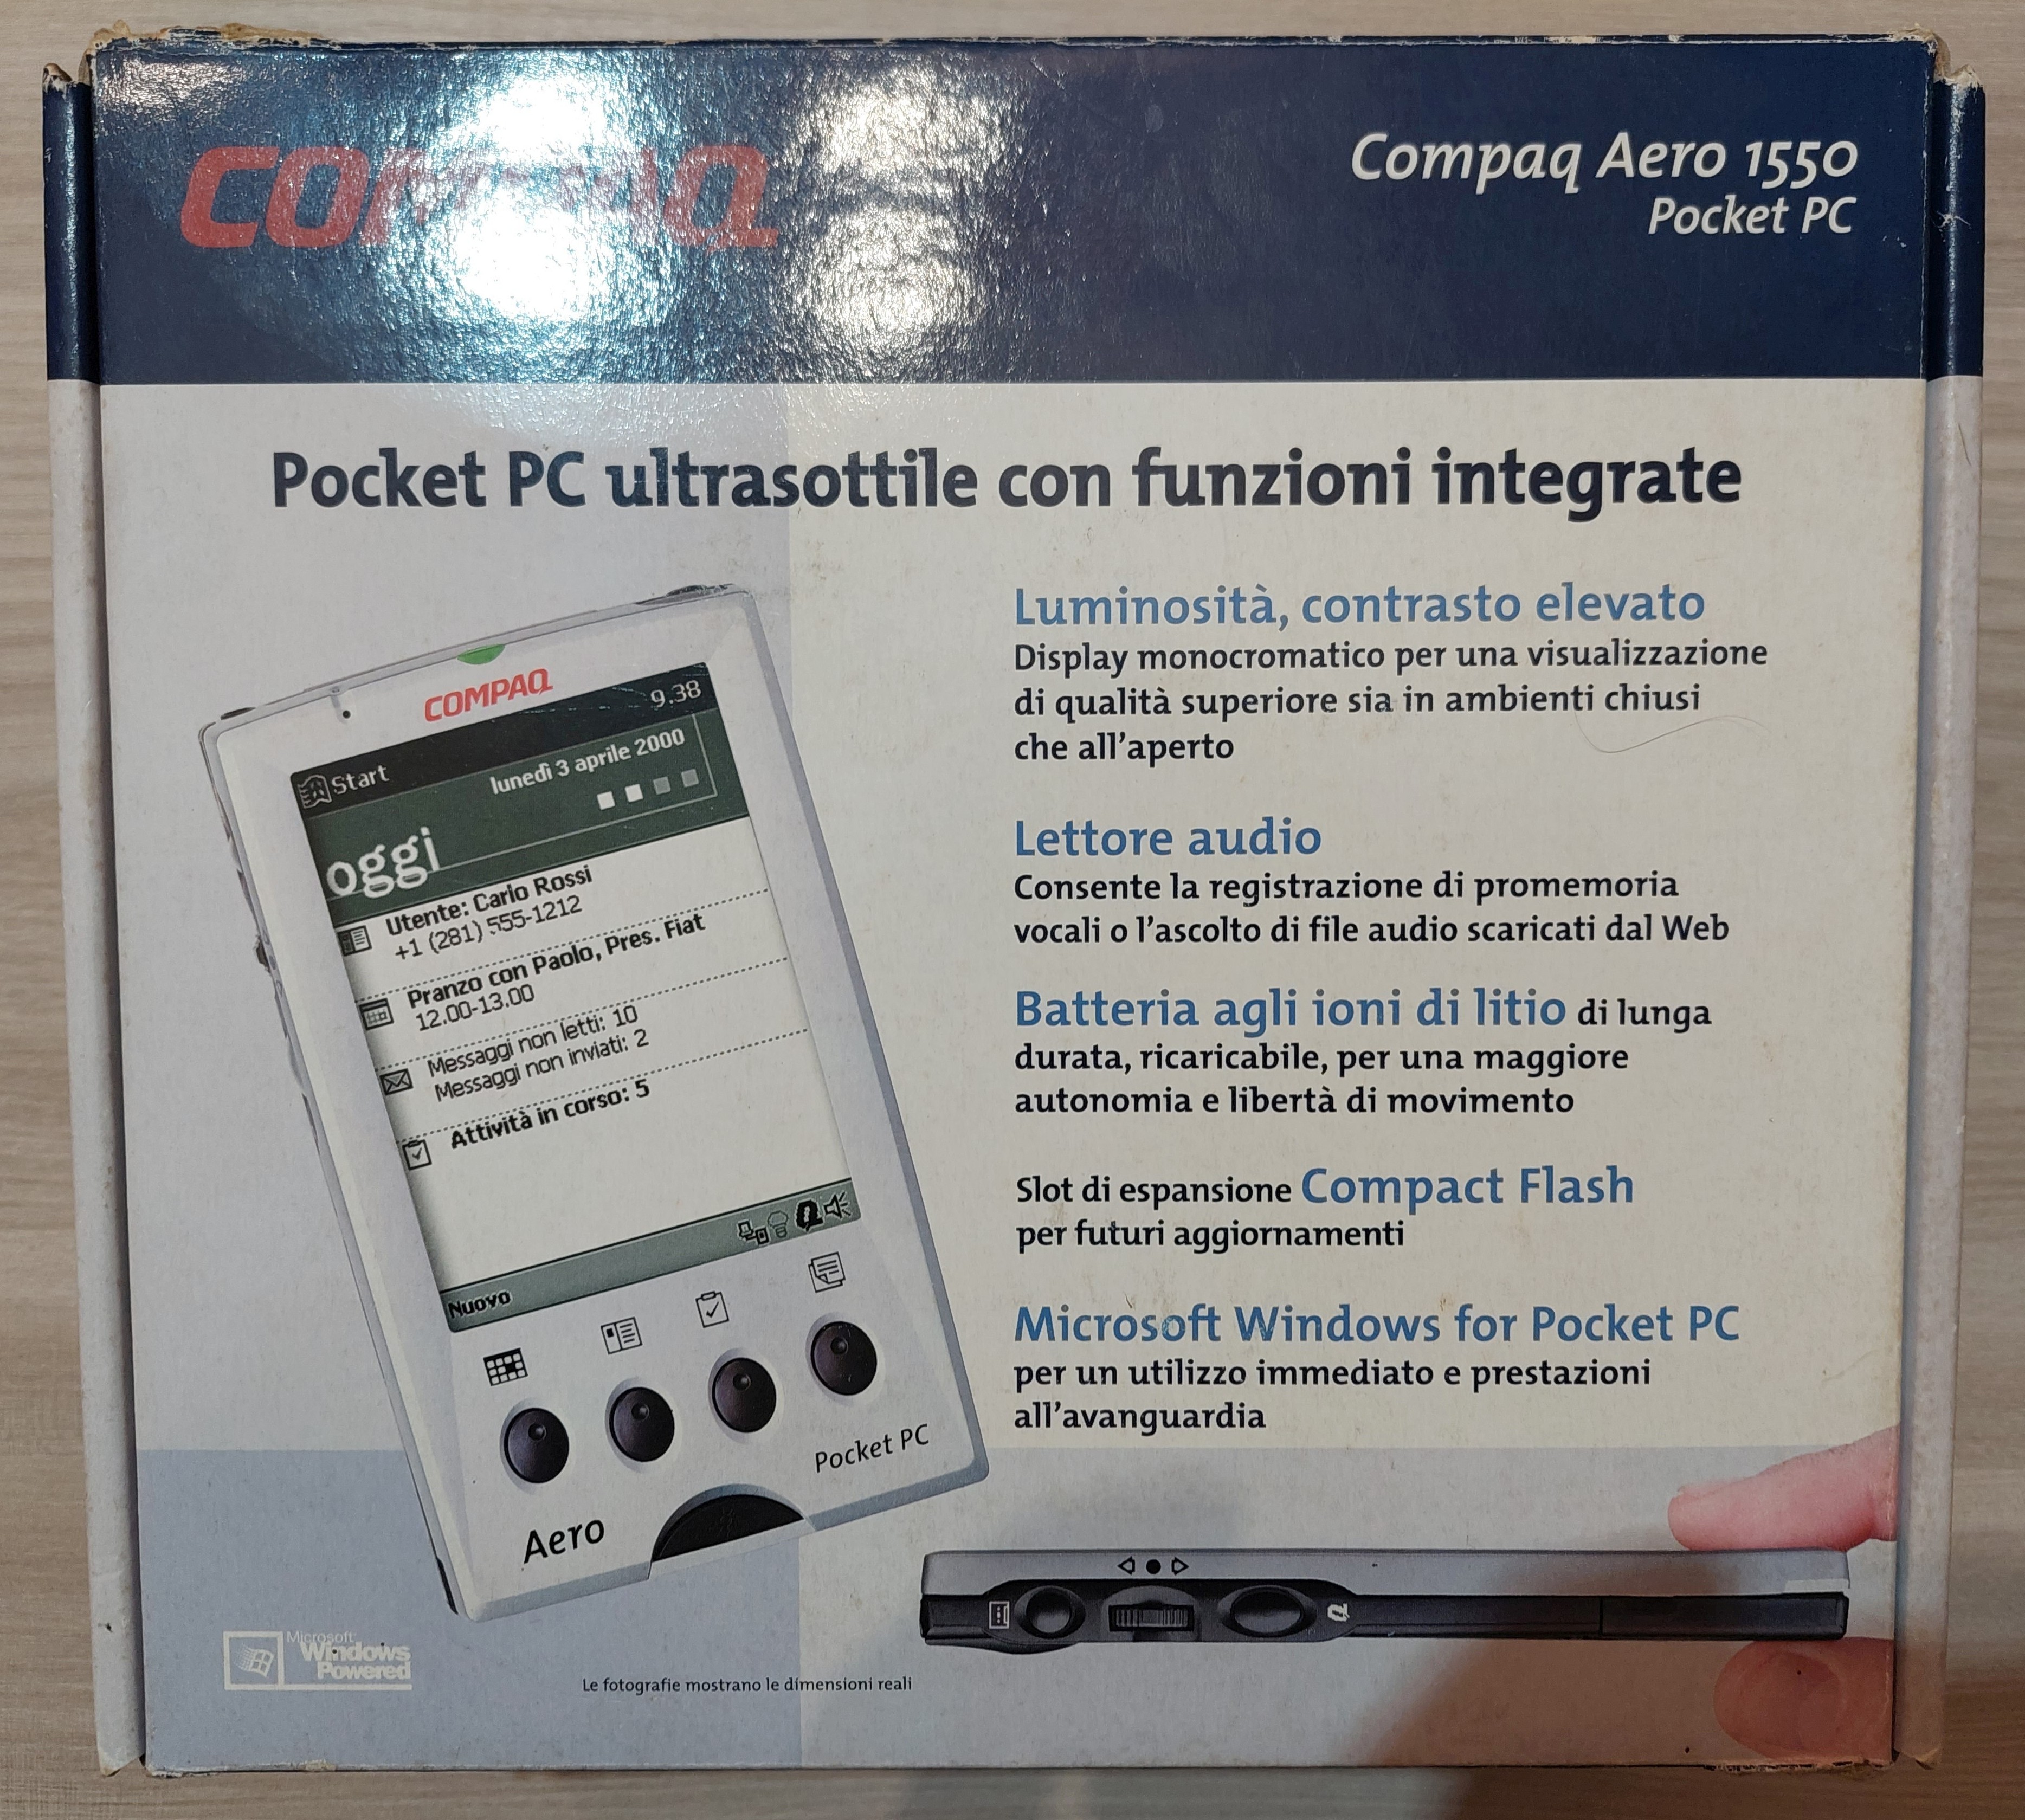 COMPAQ
Compaq Aero 1550
Pocket PC
Pocket PC ultrasottile con funzioni integrate
Luminosità, contrasto elevato
Display monocromatico per una visualizzazione
di qualità superiore sia in ambienti chiusi
che all'aperto
Lettore audio
Consente la registrazione di promemoria
vocali o l'ascolto di file audio scaricati dal Web
Batteria agli ioni di litio di lunga
durata, ricaricabile, per una maggiore
autonomia e libertà di movimento
Slot di espansione Compact Flash
per futuri aggiornamenti
Microsoft Windows for Pocket PC
per un utilizzo immediato e prestazioni
all'avanguardia
COMPAQ
Start
9.38
lunedì 3 aprile 2000
oggi
Utente: Carlo Rossi
+1 (281) 555-1212
Pranzo con Paolo, Pres. Fiat
12.00-13.00
Messaggi non letti: 10
Messaggi non inviati: 2
Attività in corso: 5
Nuovo
Aero
Pocket PC
Microsoft
Windows
Powered
Le fotografie mostrano le dimensioni reali